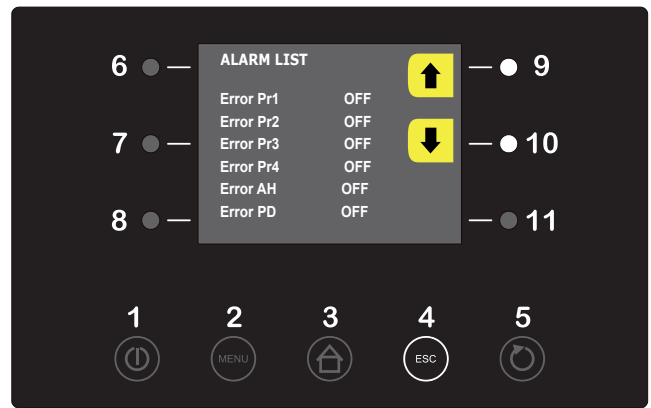 ALARM LIST
6
9
Error Pr1 OFF
Error Pr2 OFF
7
Error Pr3 OFF
10
Error Pr4 OFF
Error AH OFF
8
Error PD OFF
11
1 2 3 4 5
MENU ESC